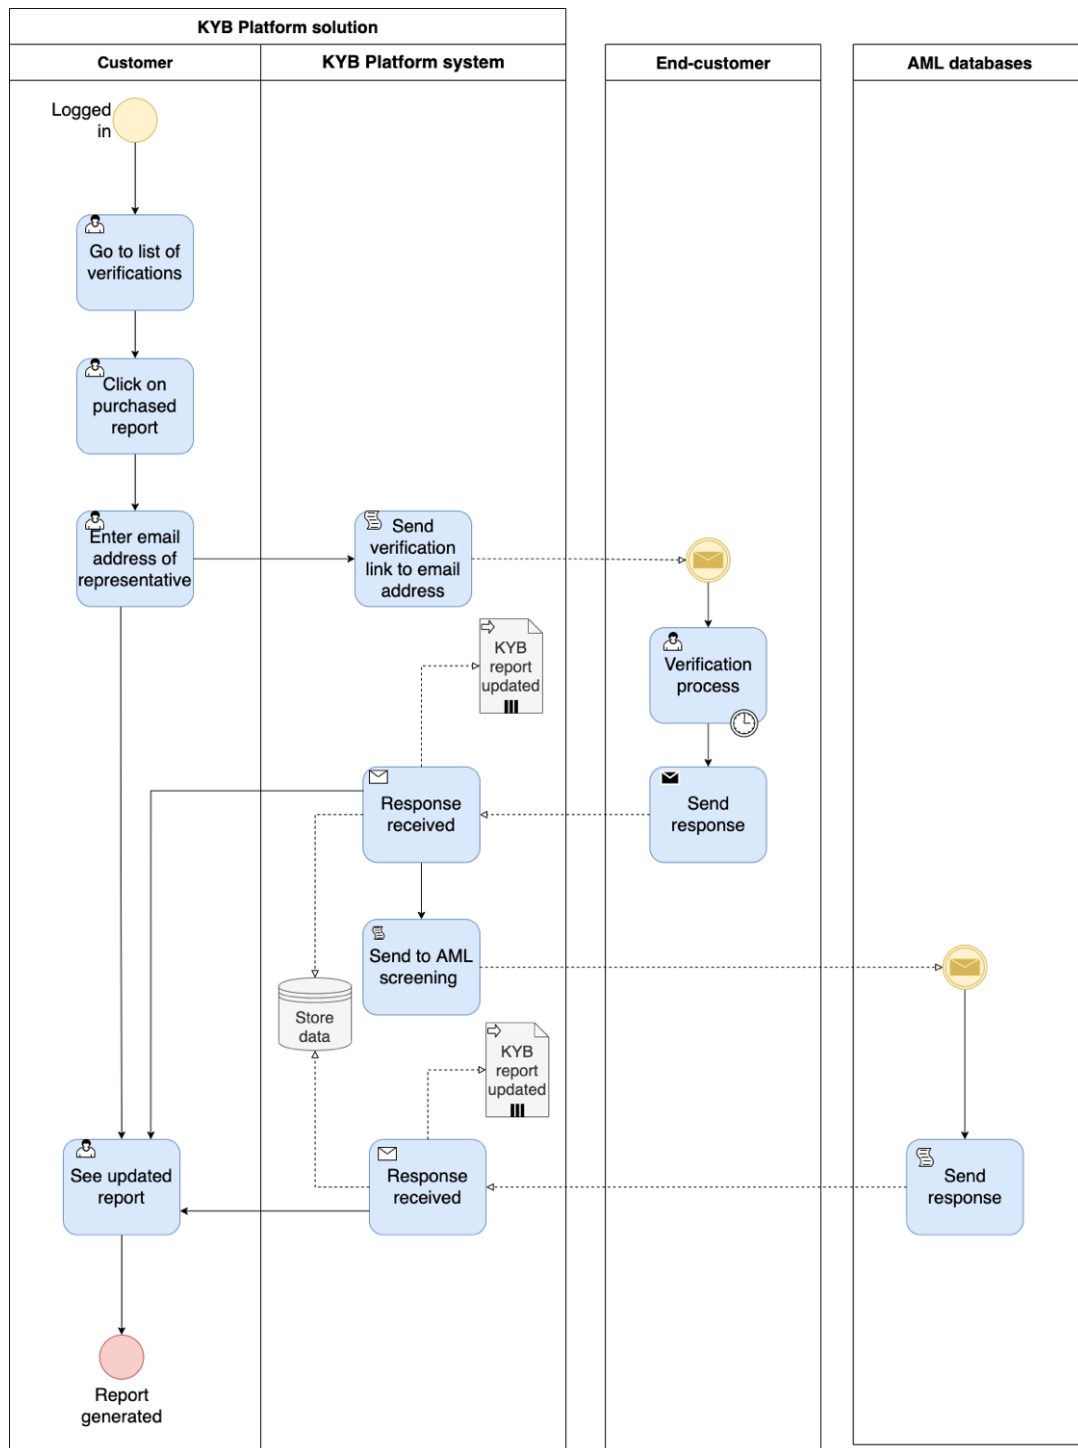 KYB Platform solution
Customer
KYB Platform system
End-customer
AML databases
Logged
in
Go to list of
verifications
Click on
purchased
report
Enter email
address of
representative
Send
verification
link to email
address
KYB
report
updated
Verification
process
Response
received
Send
response
Send to AML
screening
Store
data
KYB
report
updated
See updated
report
Response
received
Send
response
Report
generated